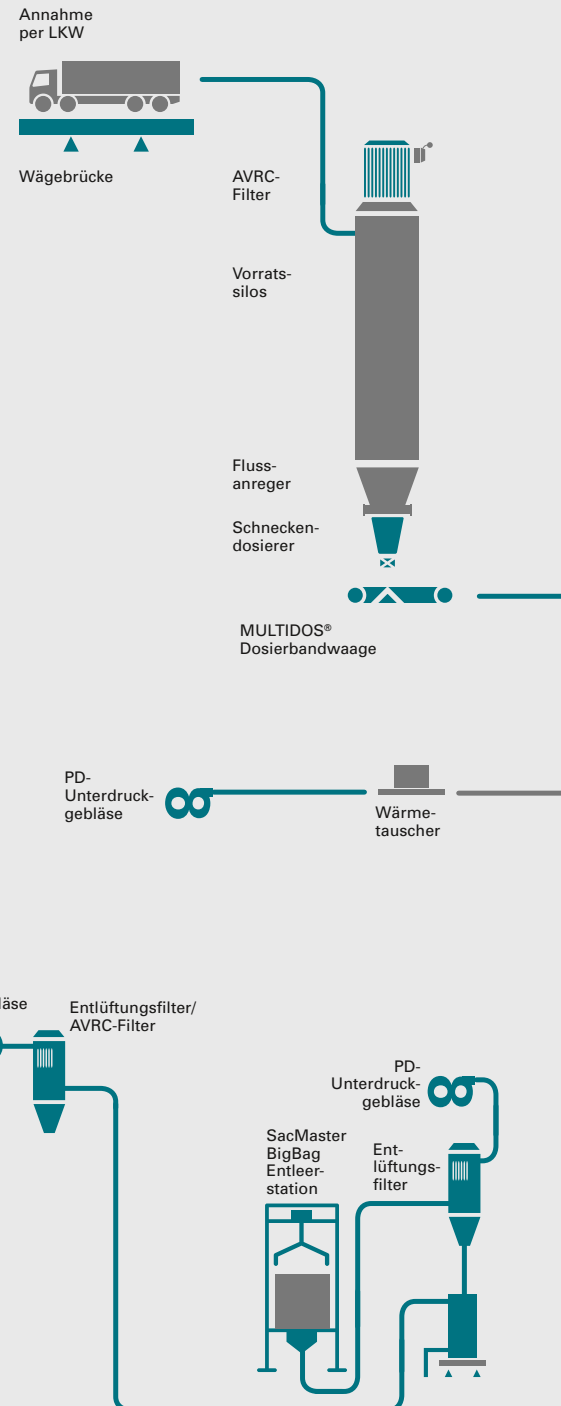 Annahme
per LKW
Wägebrücke
AVRC-
Filter
Vorrats-
silos
Fluss-
anreger
Schnecken-
dosierer
MULTIDOS®
Dosierbandwaage
PD-
Unterdruck-
gebläse
Wärme-
tauscher
läse
Entlüftungsfilter/
AVRC-Filter
PD-
Unterdruck-
gebläse
SacMaster
BigBag
Entleer-
station
Ent-
lüftungs-
filter